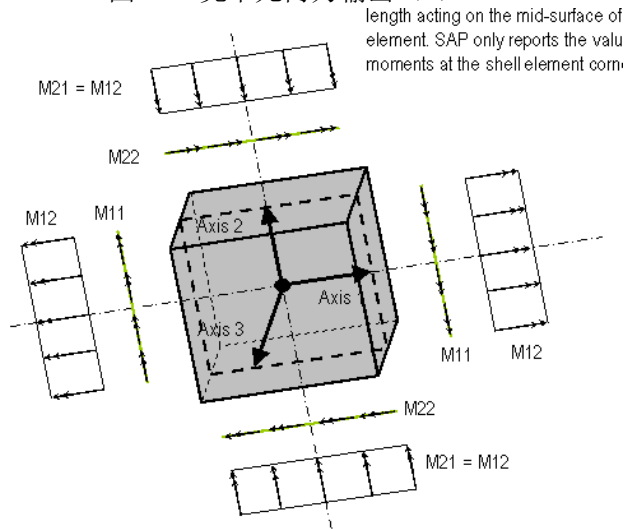 length acting on the mid-surface of
element. SAP only reports the valu
moments at the shell element corn
M21 = M12
M22
M12
M11
Axis 2
Axis
Axis 3
M11
M12
M22
M21 = M12